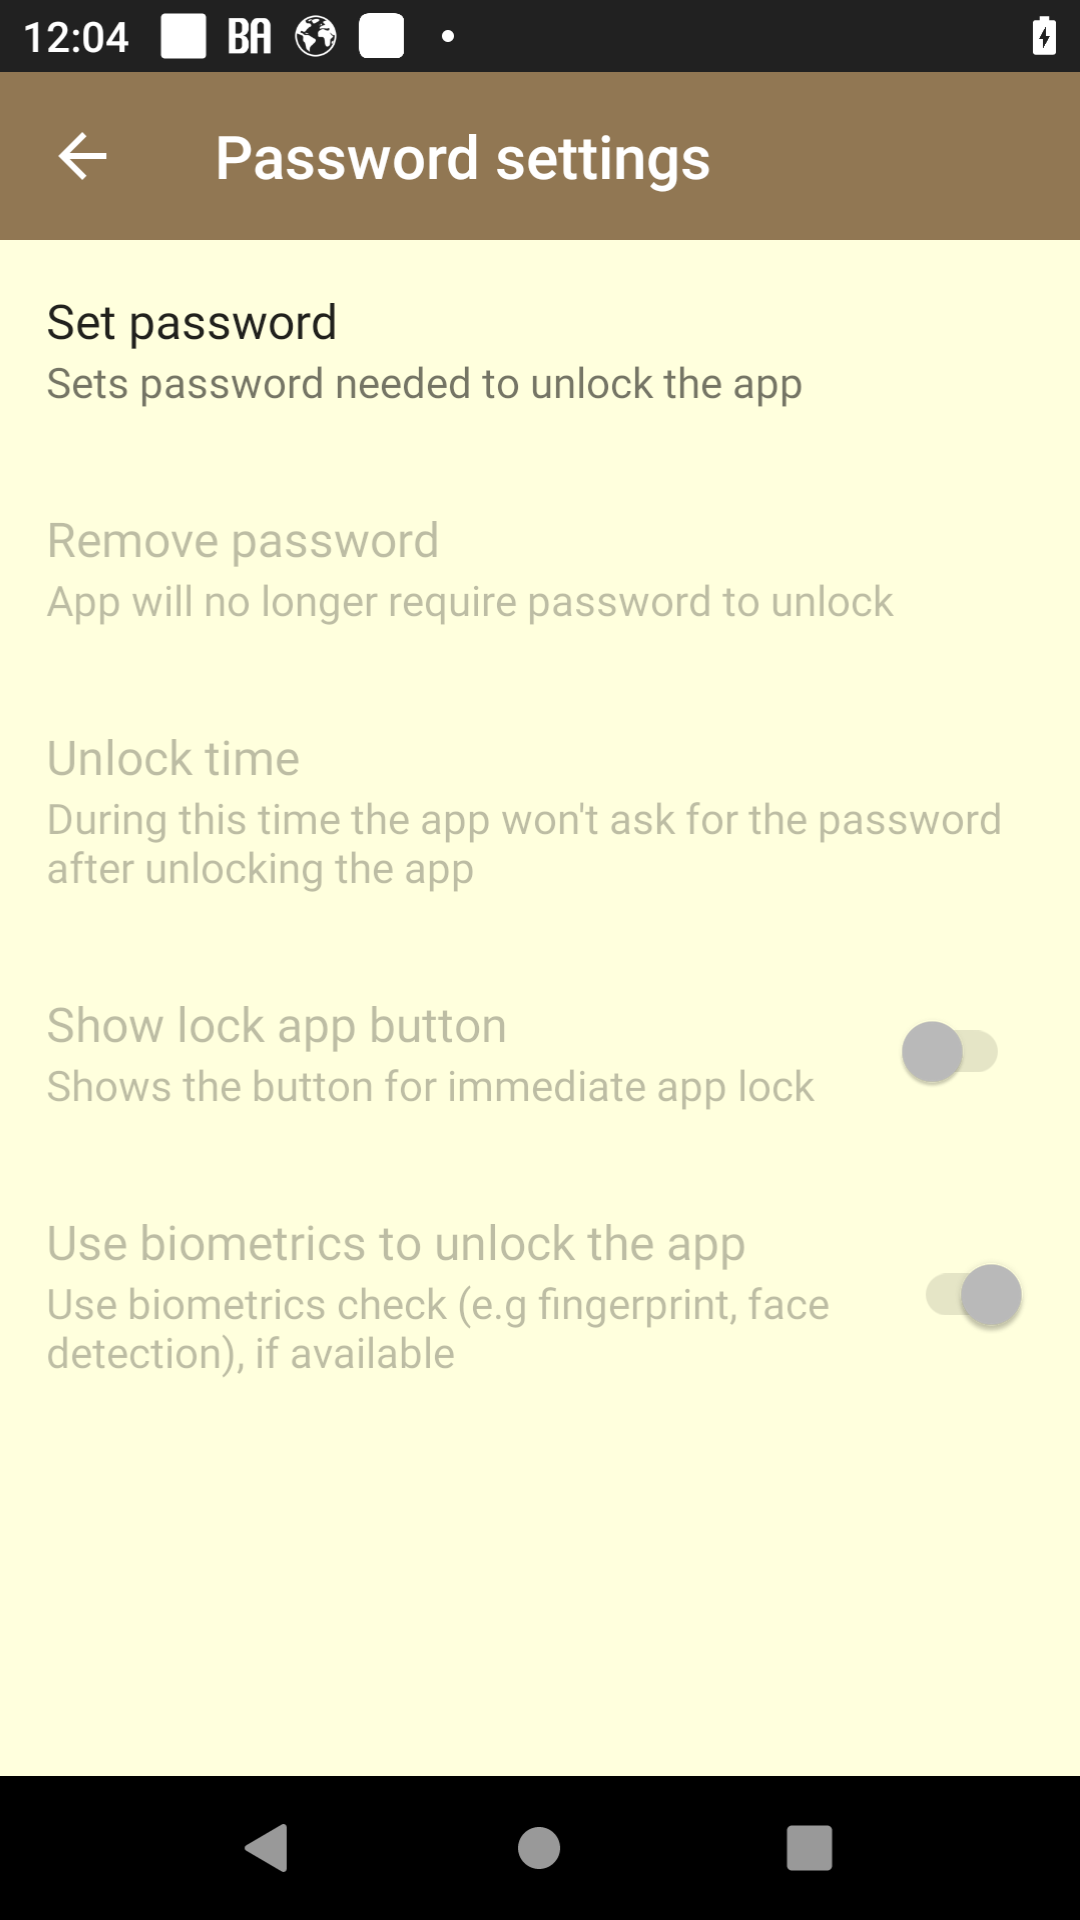 12:04 BA
Password settings
Set password
Sets password needed to unlock the app
Remove password
App will no longer require password to unlock
Unlock time
During this time the app won't ask for the password
after unlocking the app
Show lock app button
Shows the button for immediate app lock
Use biometrics to unlock the app
Use biometrics check (e.g fingerprint, face
detection), if available